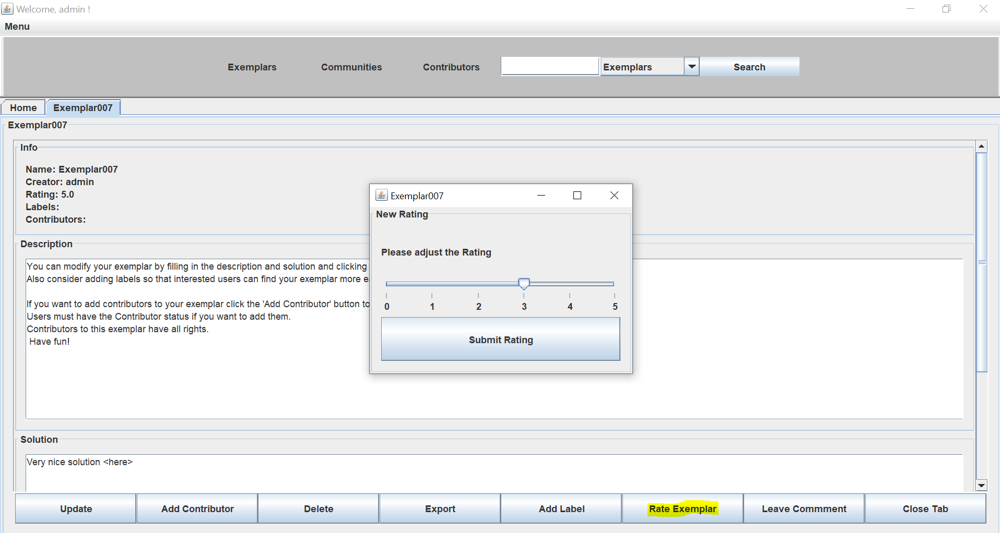 Welcome, admin !
Menu
Exemplars Communities Contributors Exemplars Search
Home Exemplar007
Exemplar007
Info
Name: Exemplar007
Creator: admin
Rating: 5.0
Labels:
Contributors:
Description
You can modify your exemplar by filling in the description and solution and clicking
Also consider adding labels so that interested users can find your exemplar more e
If you want to add contributors to your exemplar click the 'Add Contributor' button to
Users must have the Contributor status if you want to add them.
Contributors to this exemplar have all rights.
Have fun!
Exemplar007
New Rating
Please adjust the Rating
0 1 2 3 4 5
Submit Rating
Solution
Very nice solution <here>
Update Add Contributor Delete Export Add Label Rate Exemplar Leave Commment Close Tab